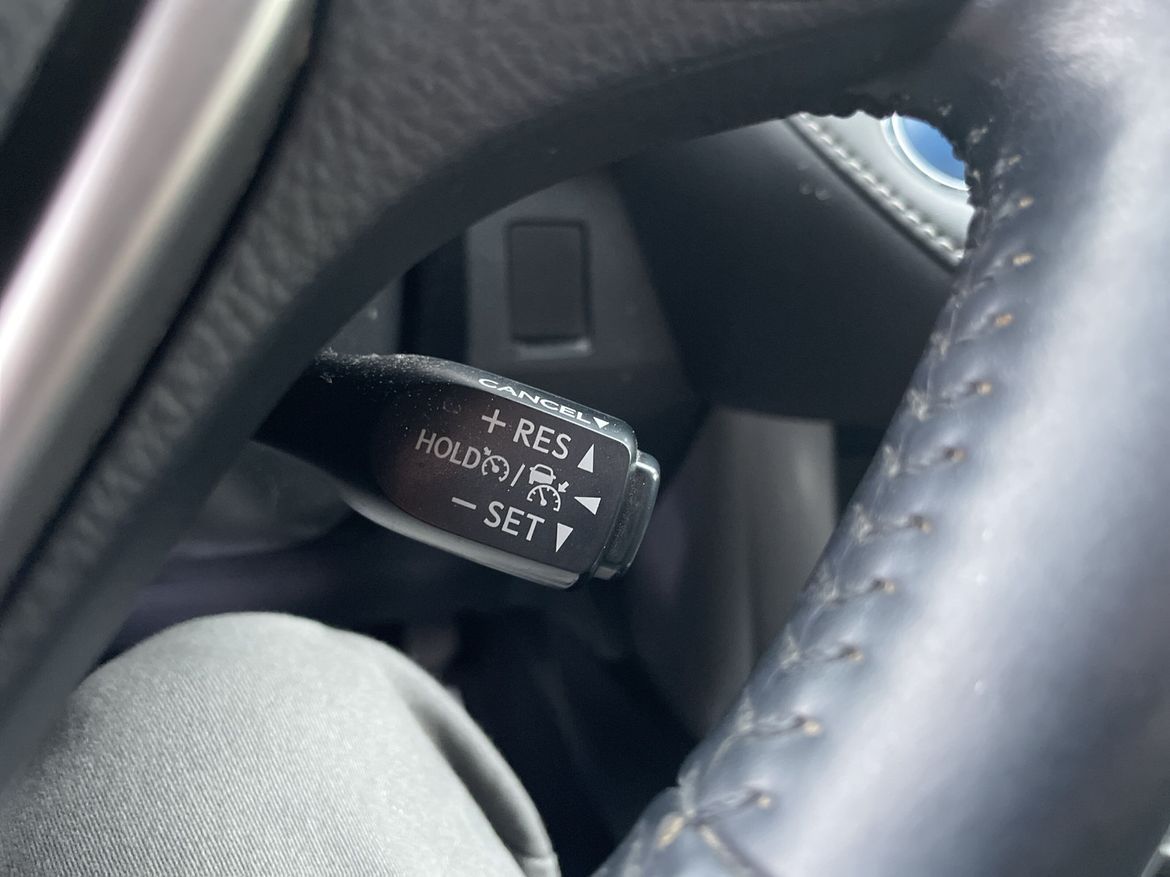 CANCEL▼
+ RES ▲
HOLD / ◀
− SET ▼